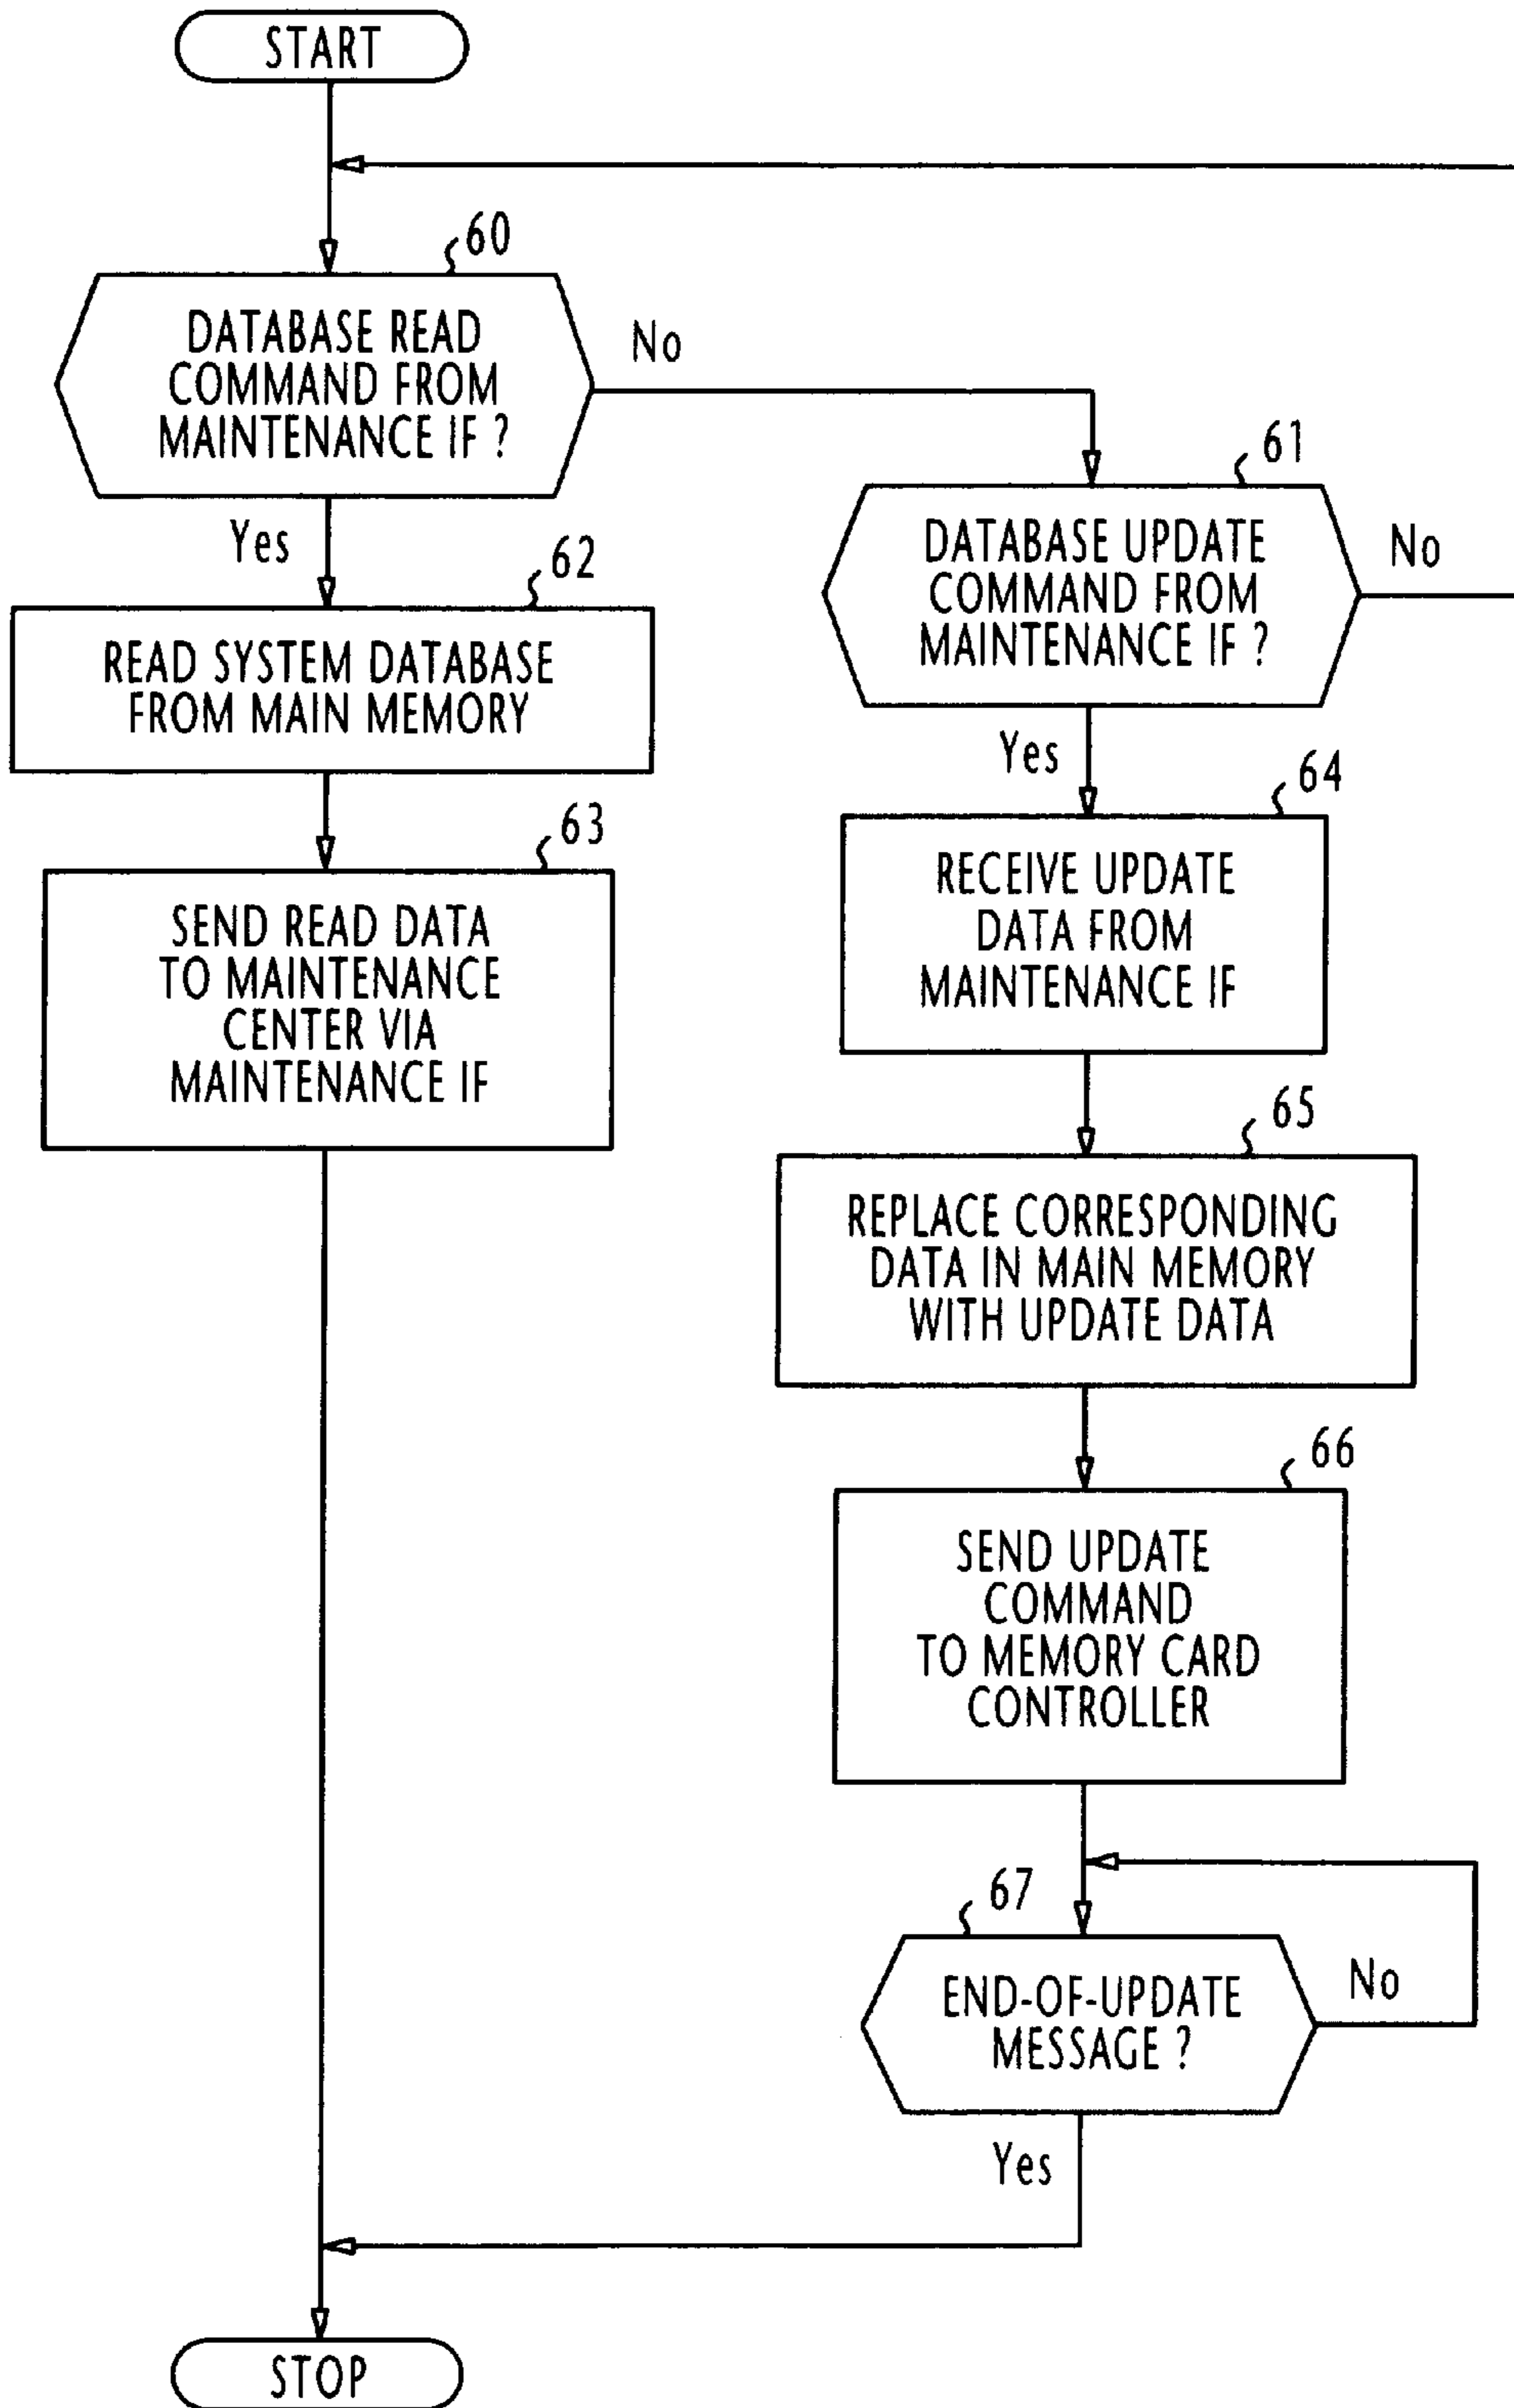 START
60
DATABASE READ
COMMAND FROM
MAINTENANCE IF ?
No
Yes
61
DATABASE UPDATE
COMMAND FROM
MAINTENANCE IF ?
No
Yes
62
READ SYSTEM DATABASE
FROM MAIN MEMORY
63
SEND READ DATA
TO MAINTENANCE
CENTER VIA
MAINTENANCE IF
64
RECEIVE UPDATE
DATA FROM
MAINTENANCE IF
65
REPLACE CORRESPONDING
DATA IN MAIN MEMORY
WITH UPDATE DATA
66
SEND UPDATE
COMMAND
TO MEMORY CARD
CONTROLLER
67
END-OF-UPDATE
MESSAGE ?
No
Yes
STOP